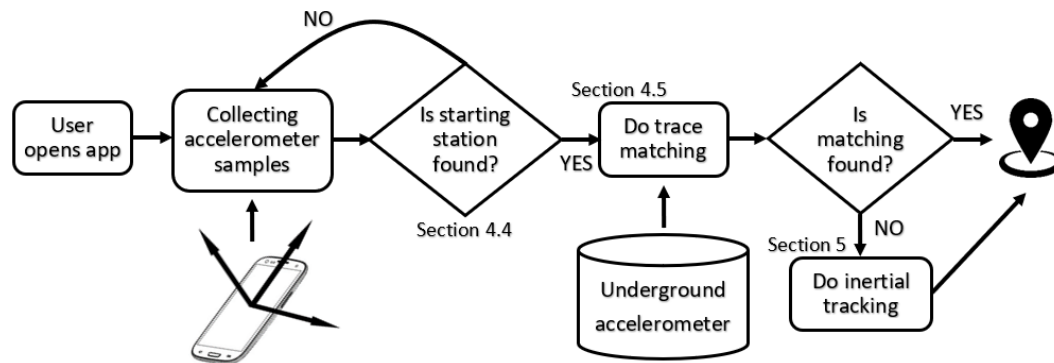 NO
User
opens app
Collecting
accelerometer
samples
Is starting
station
found?
Section 4.4
YES
Section 4.5
Do trace
matching
Underground
accelerometer
Is
matching
found?
YES
NO
Section 5
Do inertial
tracking